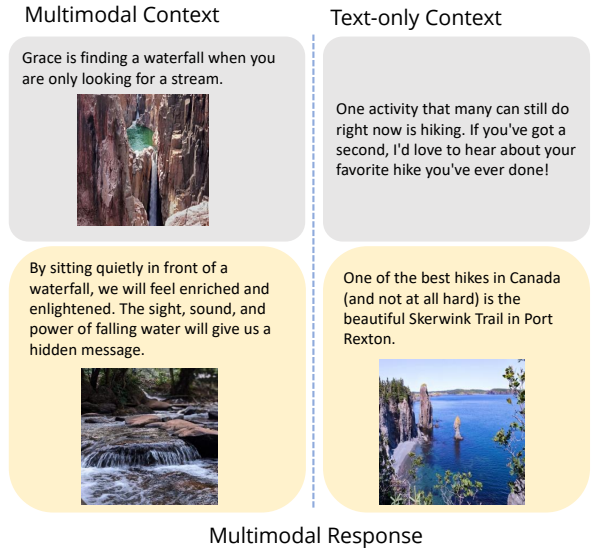 Multimodal Context
Text-only Context
Grace is finding a waterfall when you
are only looking for a stream.
One activity that many can still do
right now is hiking. If you've got a
second, I'd love to hear about your
favorite hike you've ever done!
By sitting quietly in front of a
waterfall, we will feel enriched and
enlightened. The sight, sound, and
power of falling water will give us a
hidden message.
One of the best hikes in Canada
(and not at all hard) is the
beautiful Skerwink Trail in Port
Rexton.
Multimodal Response